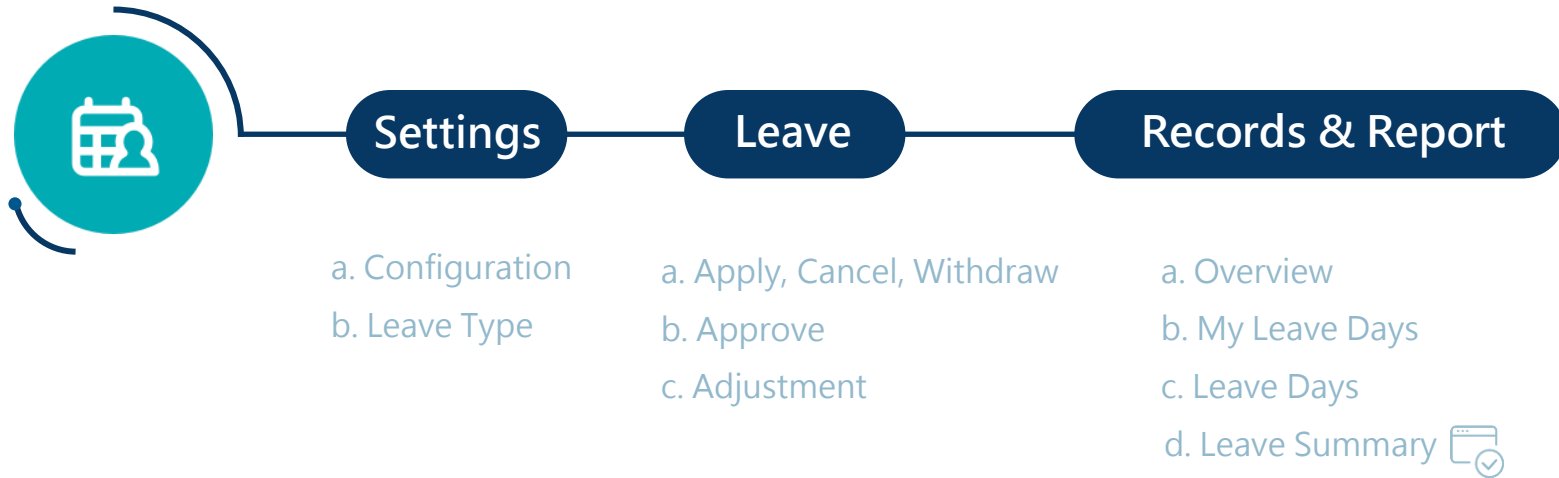 Settings
Leave
Records & Report
a. Configuration
b. Leave Type
a. Apply, Cancel, Withdraw
b. Approve
c. Adjustment
a. Overview
b. My Leave Days
c. Leave Days
d. Leave Summary